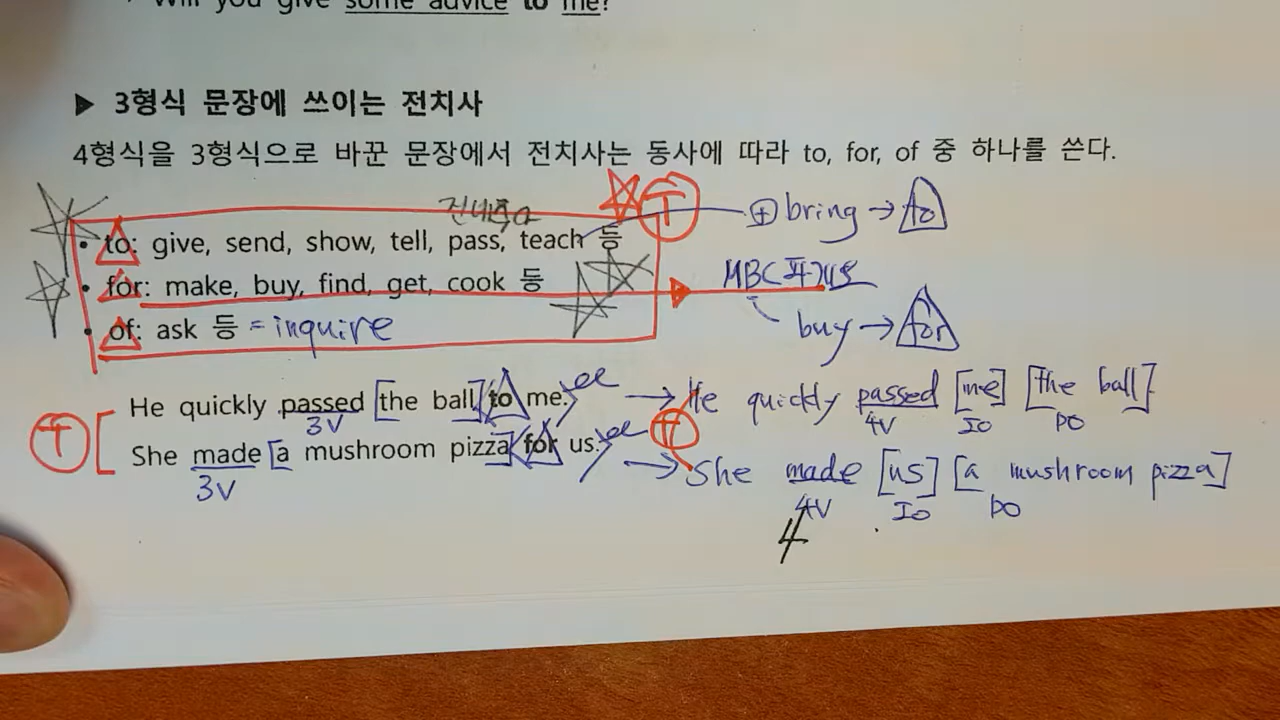 Will you give some advice to me?
▶ 3형식 문장에 쓰이는 전치사
4형식을 3형식으로 바꾼 문장에서 전치사는 동사에 따라 to, for, of 중 하나를 쓴다.
T ⊕ bring → to
• to: give, send, show, tell, pass, teach 등
• for: make, buy, find, get, cook 등
MBC
buy → for
• of: ask 등 = inquire
He quickly passed [the ball] to me. → He quickly passed [me] [the ball]
3V 4V IO DO
T T
She made [a mushroom pizza] for us. → She made [us] [a mushroom pizza]
3V 4V IO DO
4